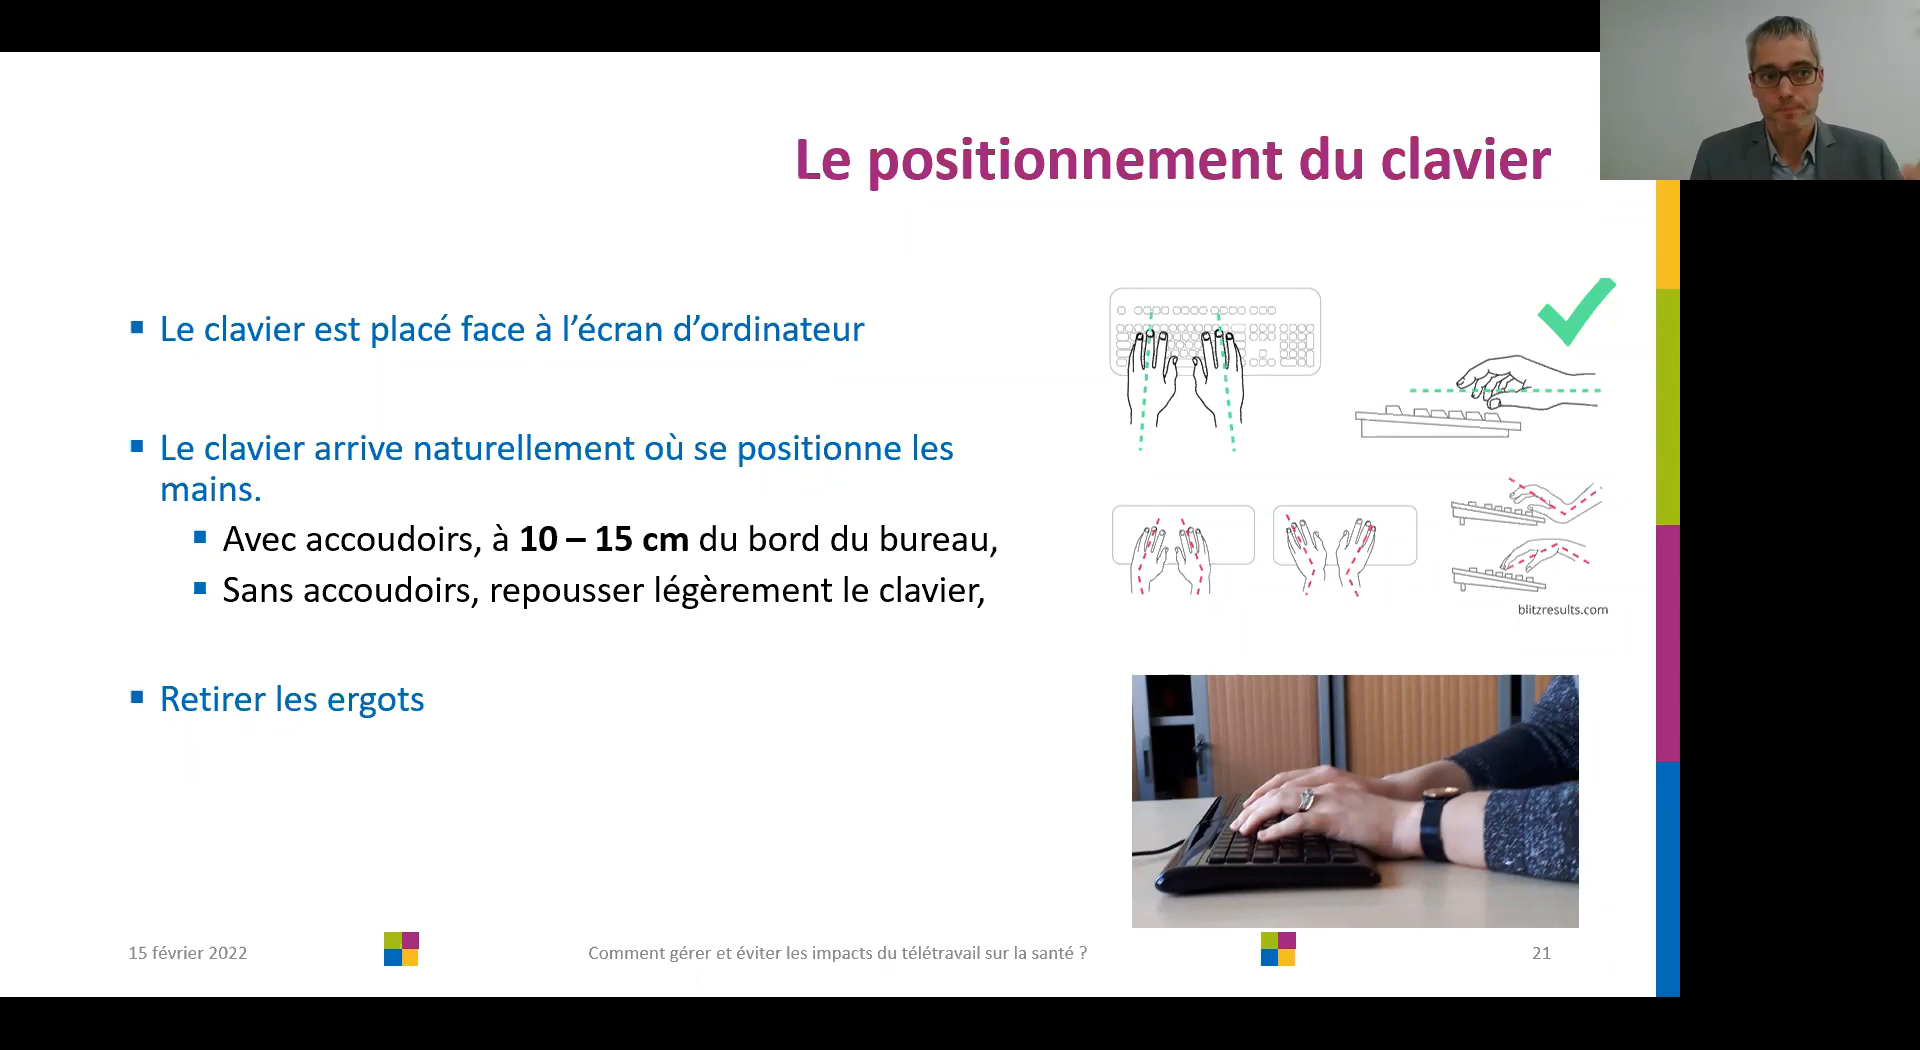 Le positionnement du clavier
Le clavier est placé face à l'écran d'ordinateur
Le clavier arrive naturellement où se positionne les
mains.
Avec accoudoirs, à 10 – 15 cm du bord du bureau,
Sans accoudoirs, repousser légèrement le clavier,
Retirer les ergots
blitzresults.com
15 février 2022
Comment gérer et éviter les impacts du télétravail sur la santé ?
21